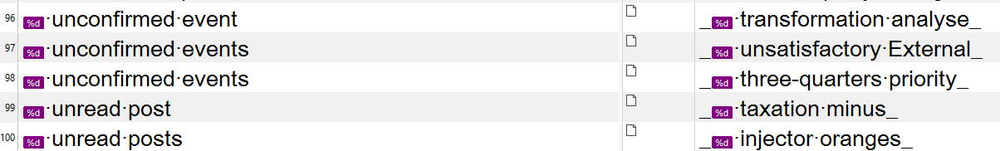 96 %d·unconfirmed·event _%d·transformation·analyse_
97 %d·unconfirmed·events _%d·unsatisfactory·External_
98 %d·unconfirmed·events _%d·three-quarters·priority_
99 %d·unread·post _%d·taxation·minus_
100 %d·unread·posts _%d·injector·oranges_